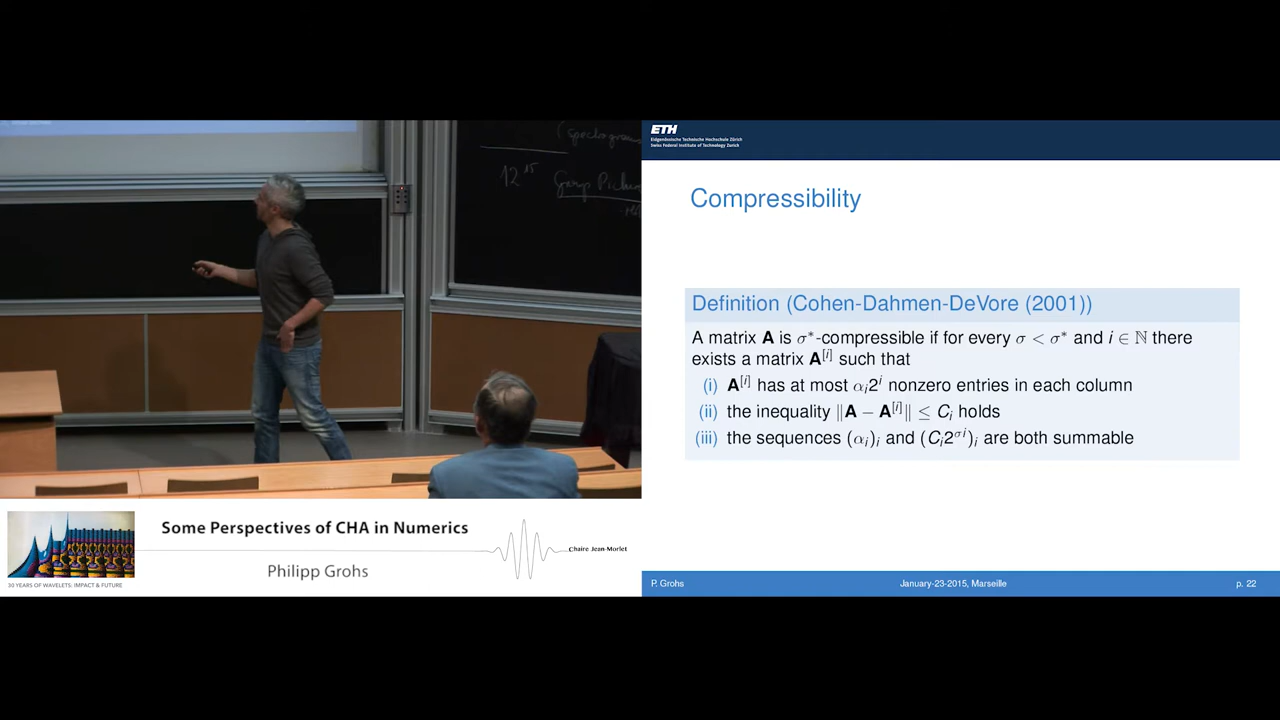 (spectrogram
12 15
ETH
Eidgenössische Technische Hochschule Zürich
Swiss Federal Institute of Technology Zurich
Compressibility
Definition (Cohen-Dahmen-DeVore (2001))
A matrix A is σ*-compressible if for every σ < σ* and i ∈ ℕ there
exists a matrix A^[i] such that
(i) A^[i] has at most α_i 2^i nonzero entries in each column
(ii) the inequality ‖A − A^[i]‖ ≤ C_i holds
(iii) the sequences (α_i)_i and (C_i 2^{σi})_i are both summable
P. Grohs January-23-2015, Marseille p. 22
Some Perspectives of CHA in Numerics
Chaire Jean-Morlet
Philipp Grohs
30 YEARS OF WAVELETS: IMPACT & FUTURE